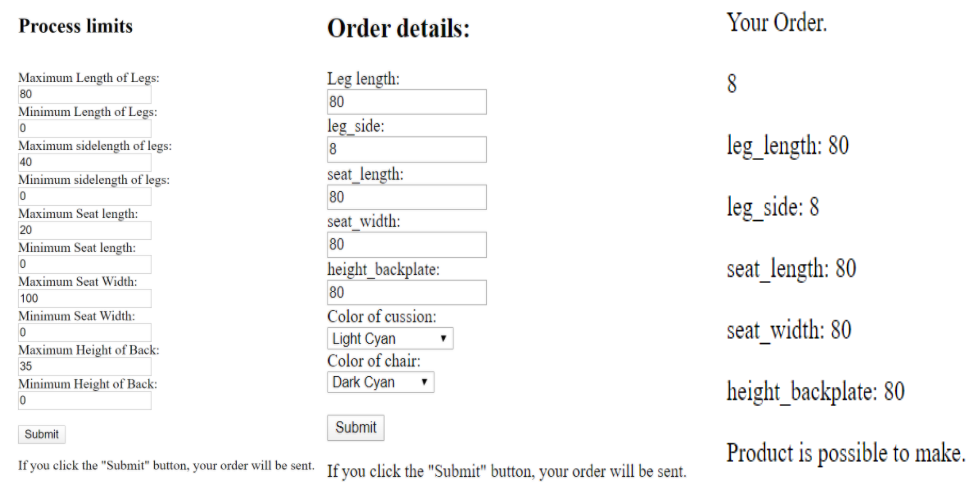 Process limits
Maximum Length of Legs:
80
Minimum Length of Legs:
0
Maximum sidelength of legs:
40
Minimum sidelength of legs:
0
Maximum Seat length:
20
Minimum Seat length:
0
Maximum Seat Width:
100
Minimum Seat Width:
0
Maximum Height of Back:
35
Minimum Height of Back:
0
Submit
If you click the "Submit" button, your order will be sent.
Order details:
Leg length:
80
leg_side:
8
seat_length:
80
seat_width:
80
height_backplate:
80
Color of cussion:
Light Cyan
Color of chair:
Dark Cyan
Submit
If you click the "Submit" button, your order will be sent.
Your Order.
8
leg_length: 80
leg_side: 8
seat_length: 80
seat_width: 80
height_backplate: 80
Product is possible to make.